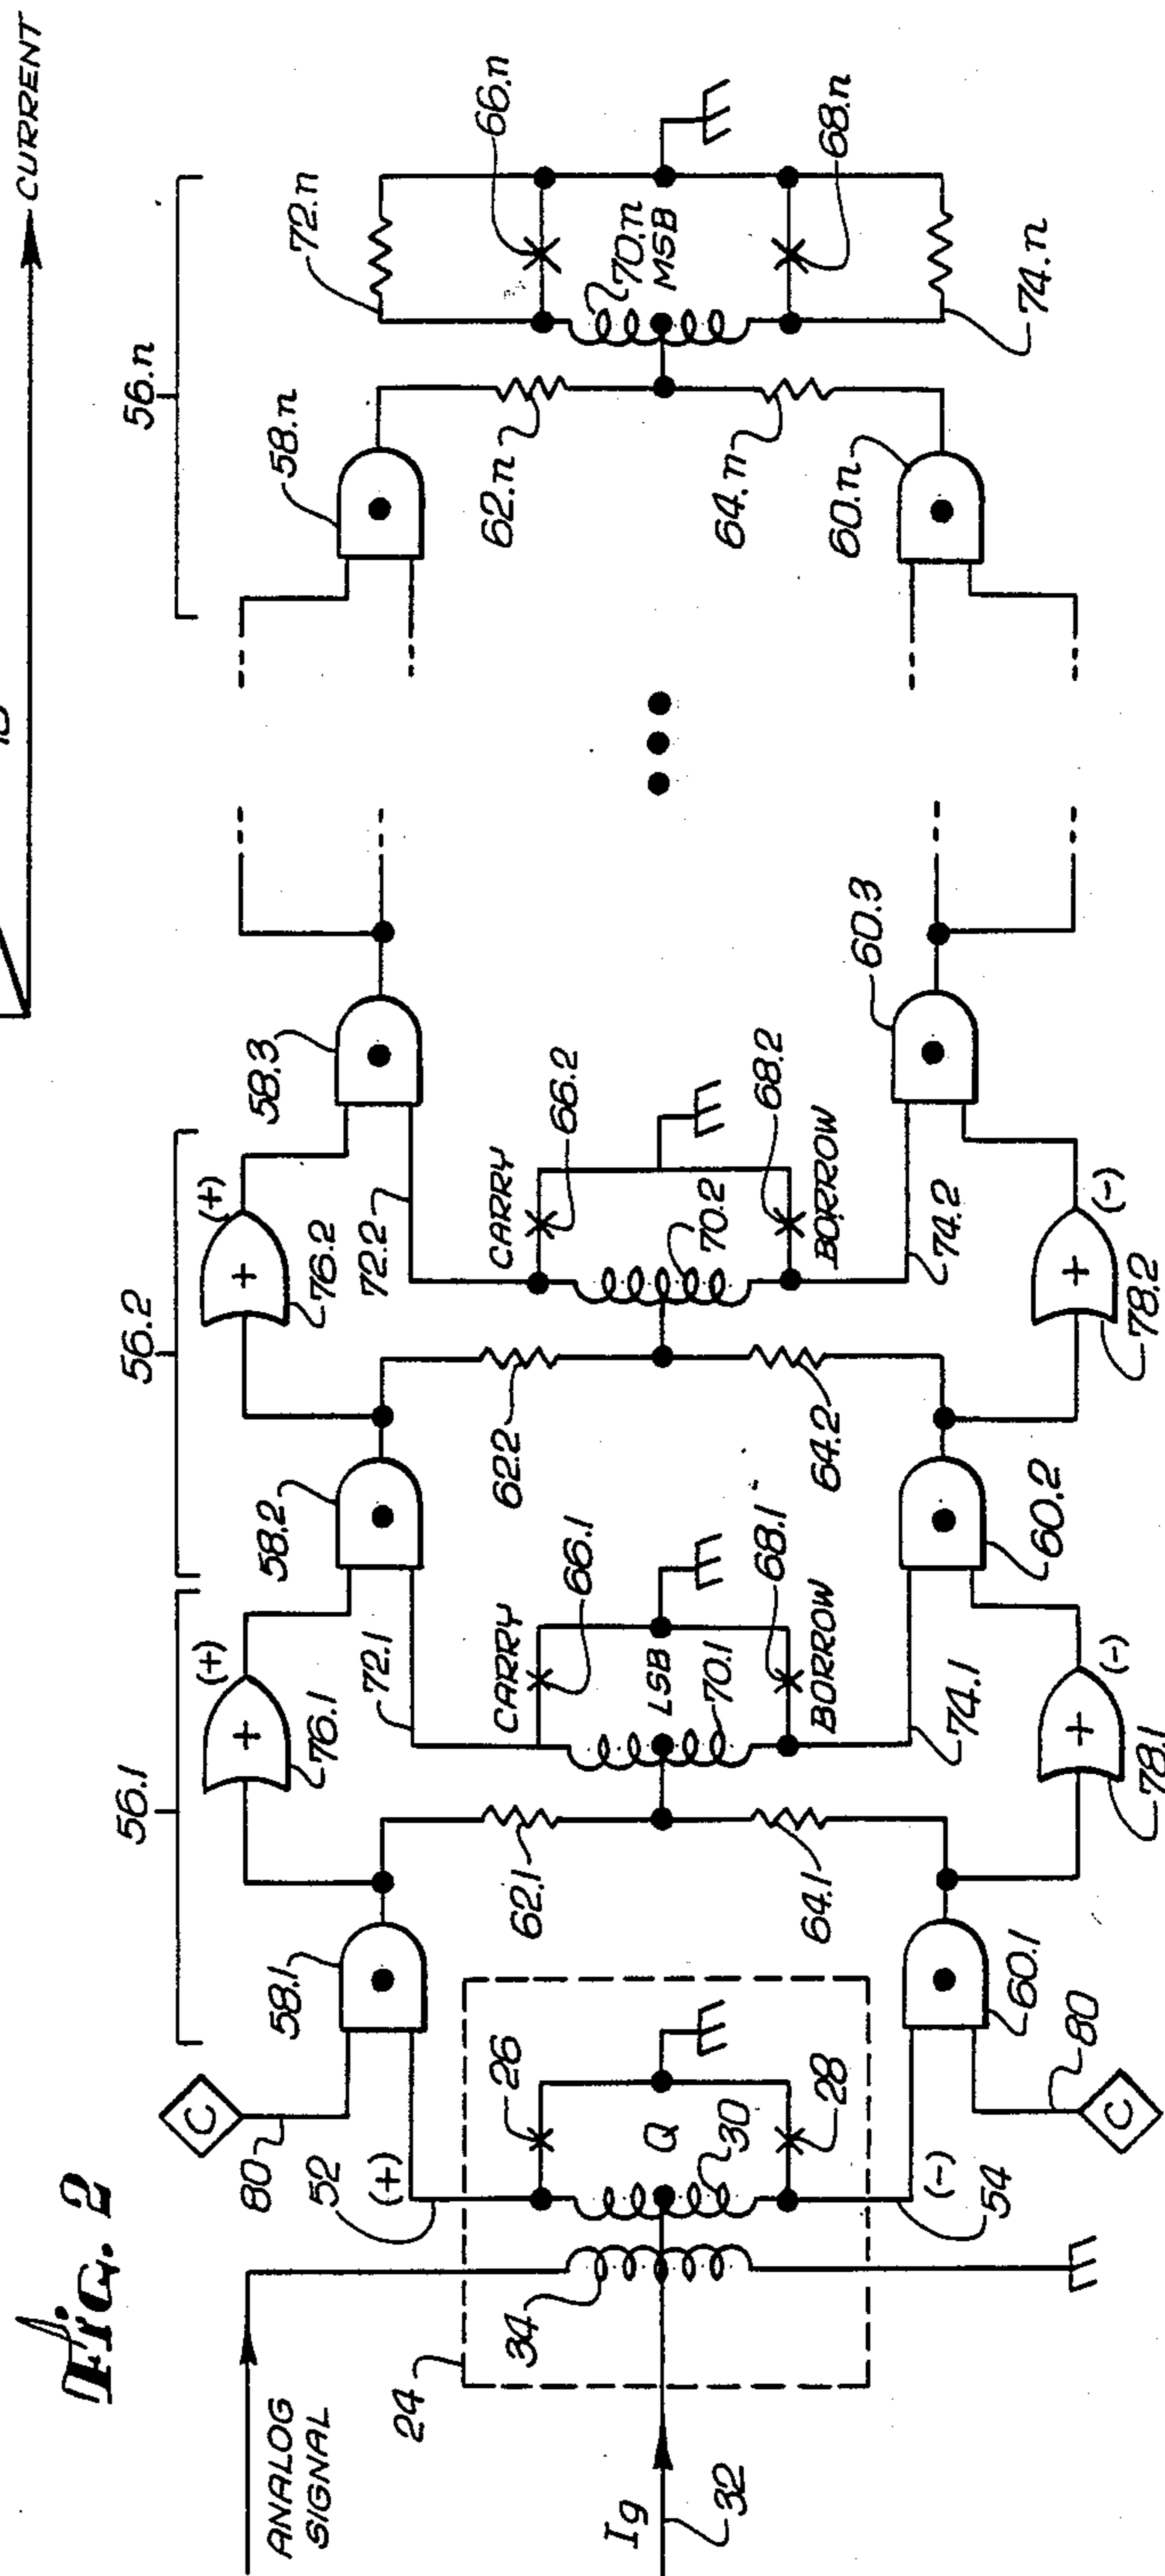 CURRENT
Fig. 2
56.1
56.2
56.n
(+)
76.1
(+)
76.2
C
80
52
(+)
58.1
72.1
58.2
72.2
58.3
58.n
72.n
ANALOG
SIGNAL
24
34
26
Q
30
28
62.1
64.1
CARRY
66.1
LSB
70.1
68.1
BORROW
62.2
64.2
CARRY
66.2
70.2
68.2
BORROW
62.n
64.n
66.n
70.n
MSB
68.n
Ig
32
(-)
54
80
C
60.1
74.1
60.2
74.2
60.3
60.n
74.n
+
78.1
(-)
+
78.2
(-)
+
+